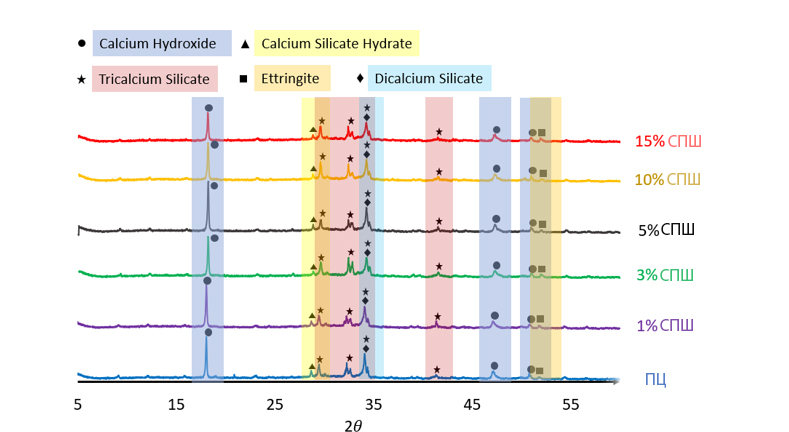 ● Calcium Hydroxide ▲ Calcium Silicate Hydrate
★ Tricalcium Silicate ■ Ettringite ♦ Dicalcium Silicate
15% СПШ
10% СПШ
5% СПШ
3% СПШ
1% СПШ
ПЦ
5 15 25 35 45 55
2θ